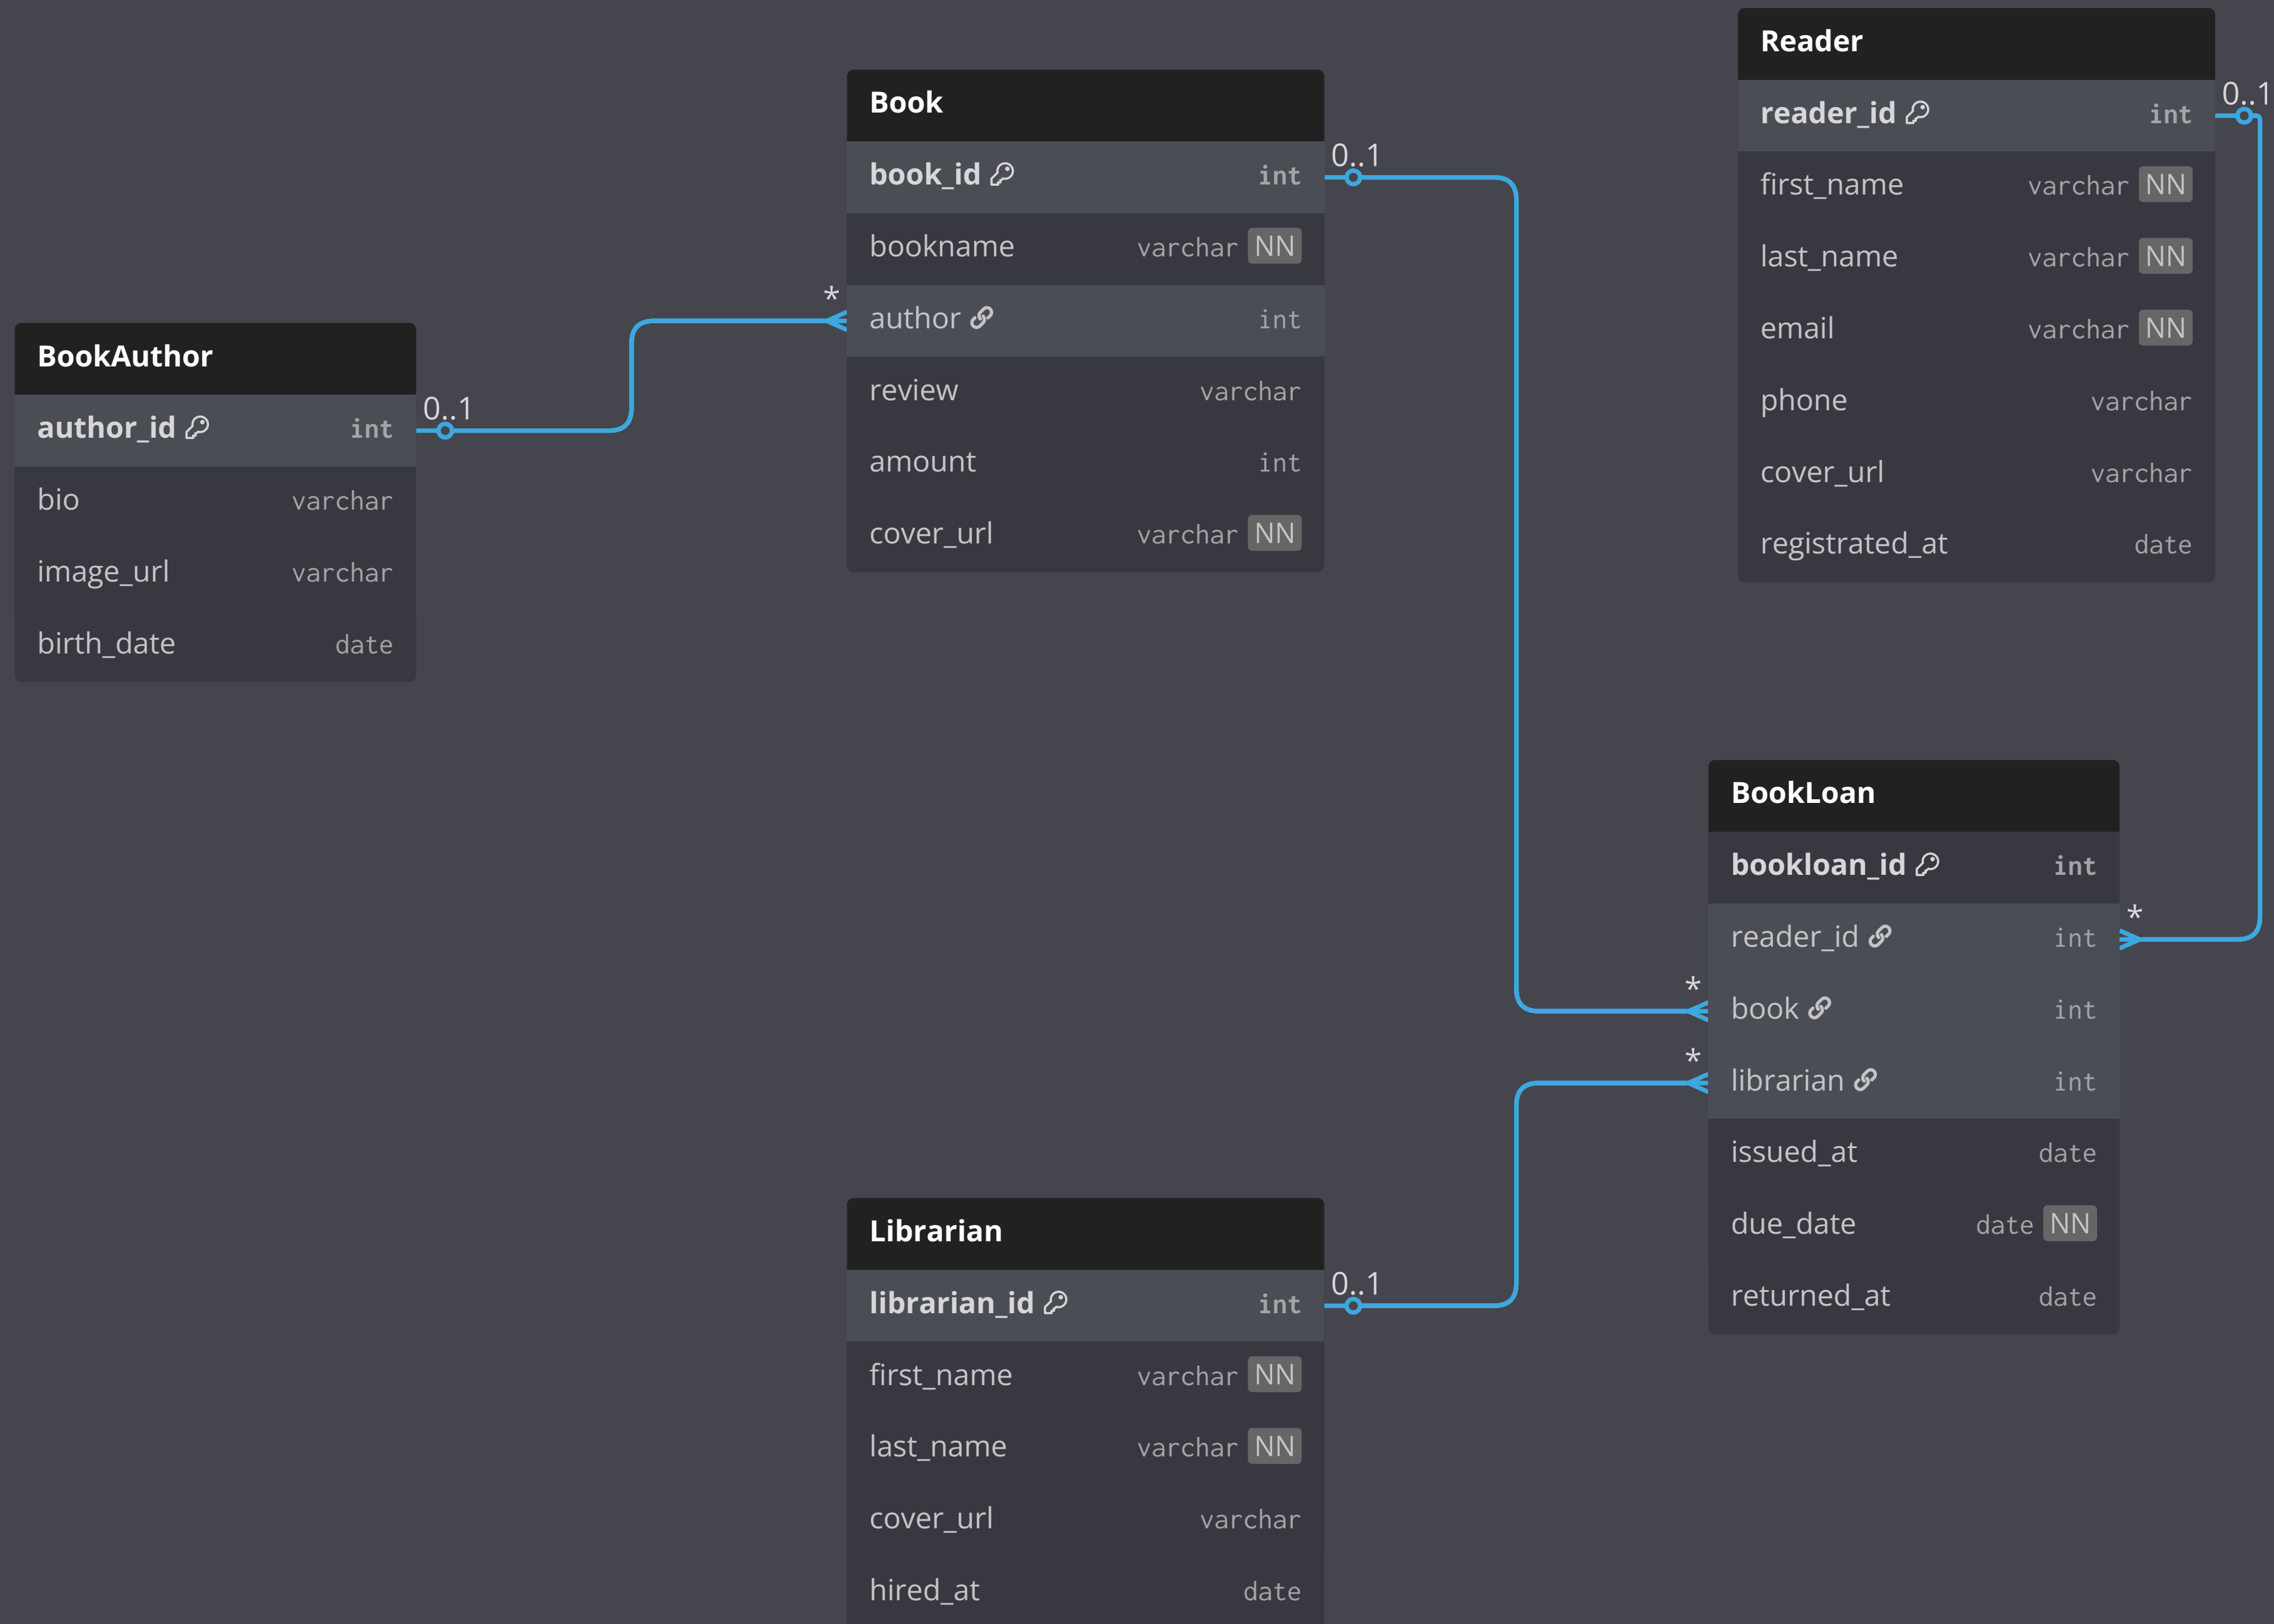 BookAuthor
author_id int
bio varchar
image_url varchar
birth_date date
0..1
*
Book
book_id int
bookname varchar NN
author int
review varchar
amount int
cover_url varchar NN
0..1
Reader
reader_id int
first_name varchar NN
last_name varchar NN
email varchar NN
phone varchar
cover_url varchar
registrated_at date
0..1
BookLoan
bookloan_id int
reader_id int
*
*
book int
*
librarian int
issued_at date
due_date date NN
returned_at date
Librarian
librarian_id int
0..1
first_name varchar NN
last_name varchar NN
cover_url varchar
hired_at date